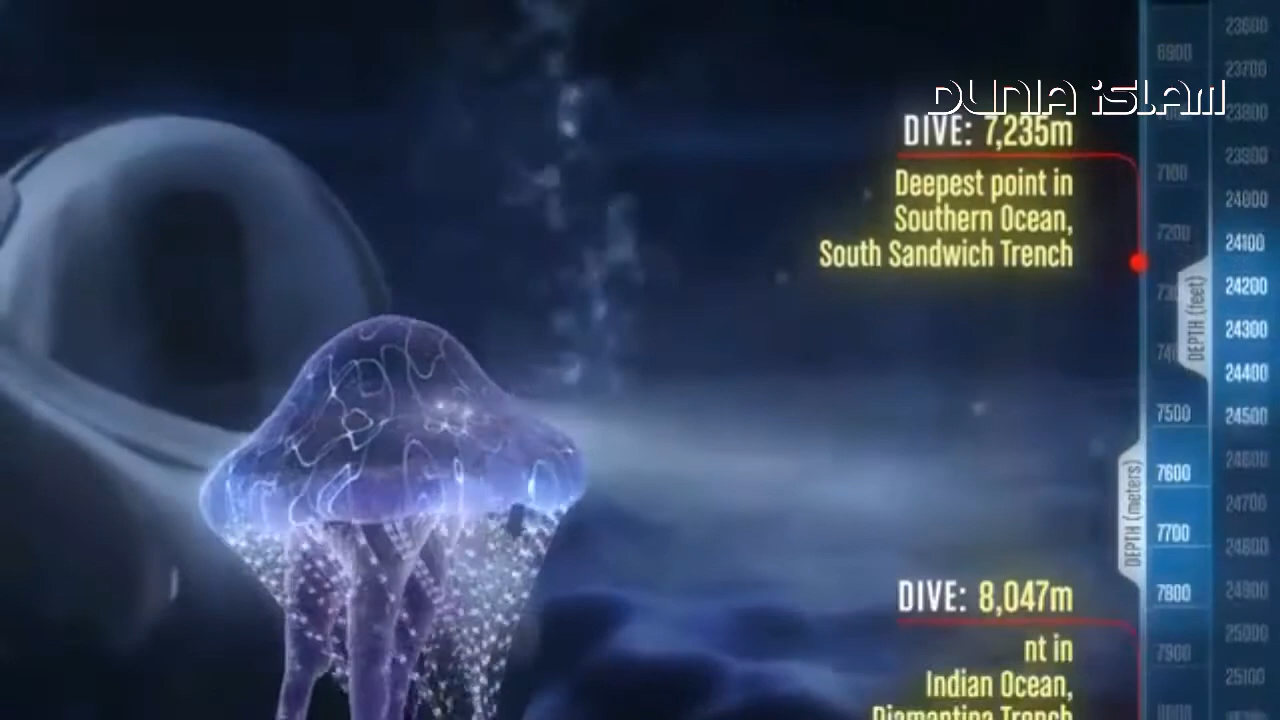 DUNIA iSLAM
DIVE: 7,235m
Deepest point in
Southern Ocean,
South Sandwich Trench
DIVE: 8,047m
nt in
Indian Ocean,
Diamantina Trench
DEPTH (meters)
6900
7100
7200
7500
7600
7700
7800
7900
DEPTH (feet)
23600
23700
23800
23900
24000
24100
24200
24300
24400
24500
24600
24700
24800
24900
25000
25100